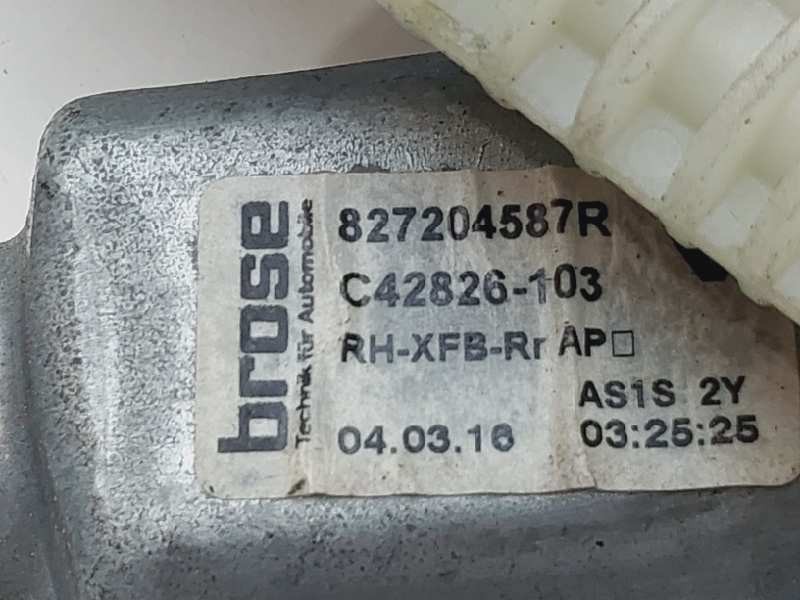 brose
Technik für Automobile
827204587R
C42826-103
RH-XFB-Rr AP□
AS1S 2Y
04.03.16 03:25:25